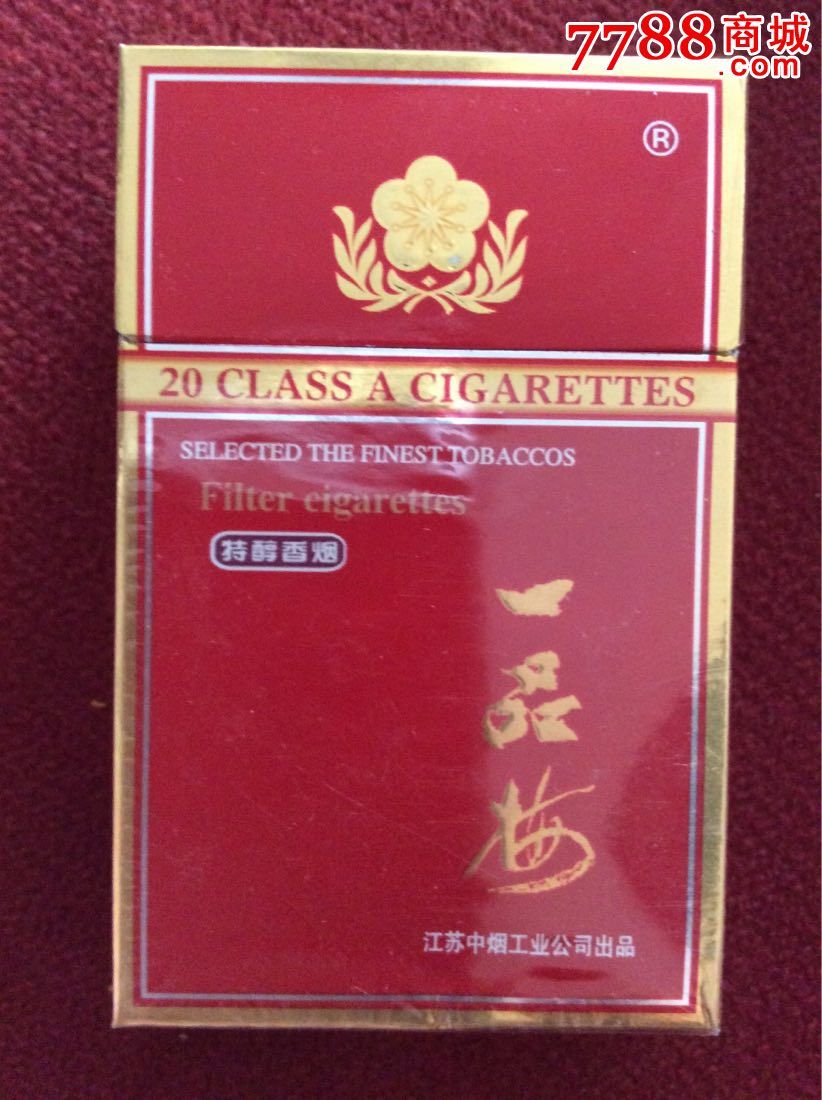 7788商城
.com
®
20 CLASS A CIGARETTES
SELECTED THE FINEST TOBACCOS
Filter cigarettes
特醇香烟
一品梅
江苏中烟工业公司出品